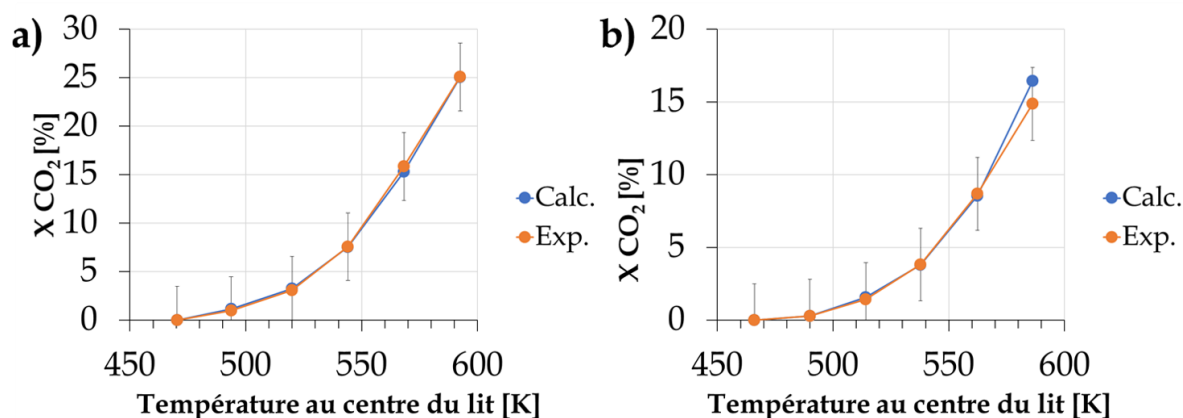 a)
X CO₂ [%]
30
25
20
15
10
5
0
450 500 550 600
Température au centre du lit [K]
Calc.
Exp.
b)
X CO₂ [%]
20
15
10
5
0
450 500 550 600
Température au centre du lit [K]
Calc.
Exp.